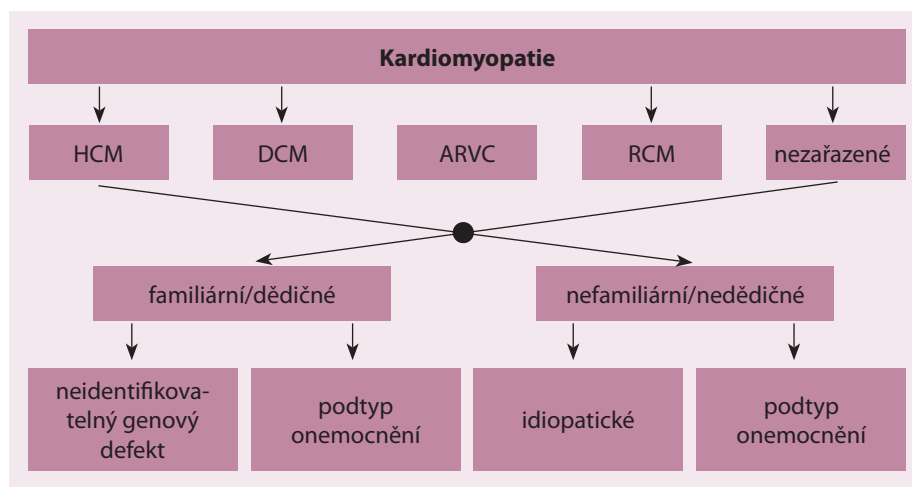 Kardiomyopatie
HCM
DCM
ARVC
RCM
nezařazené
familiární/dědičné
nefamiliární/nedědičné
neidentifikova-
telný genový
defekt
podtyp
onemocnění
idiopatické
podtyp
onemocnění